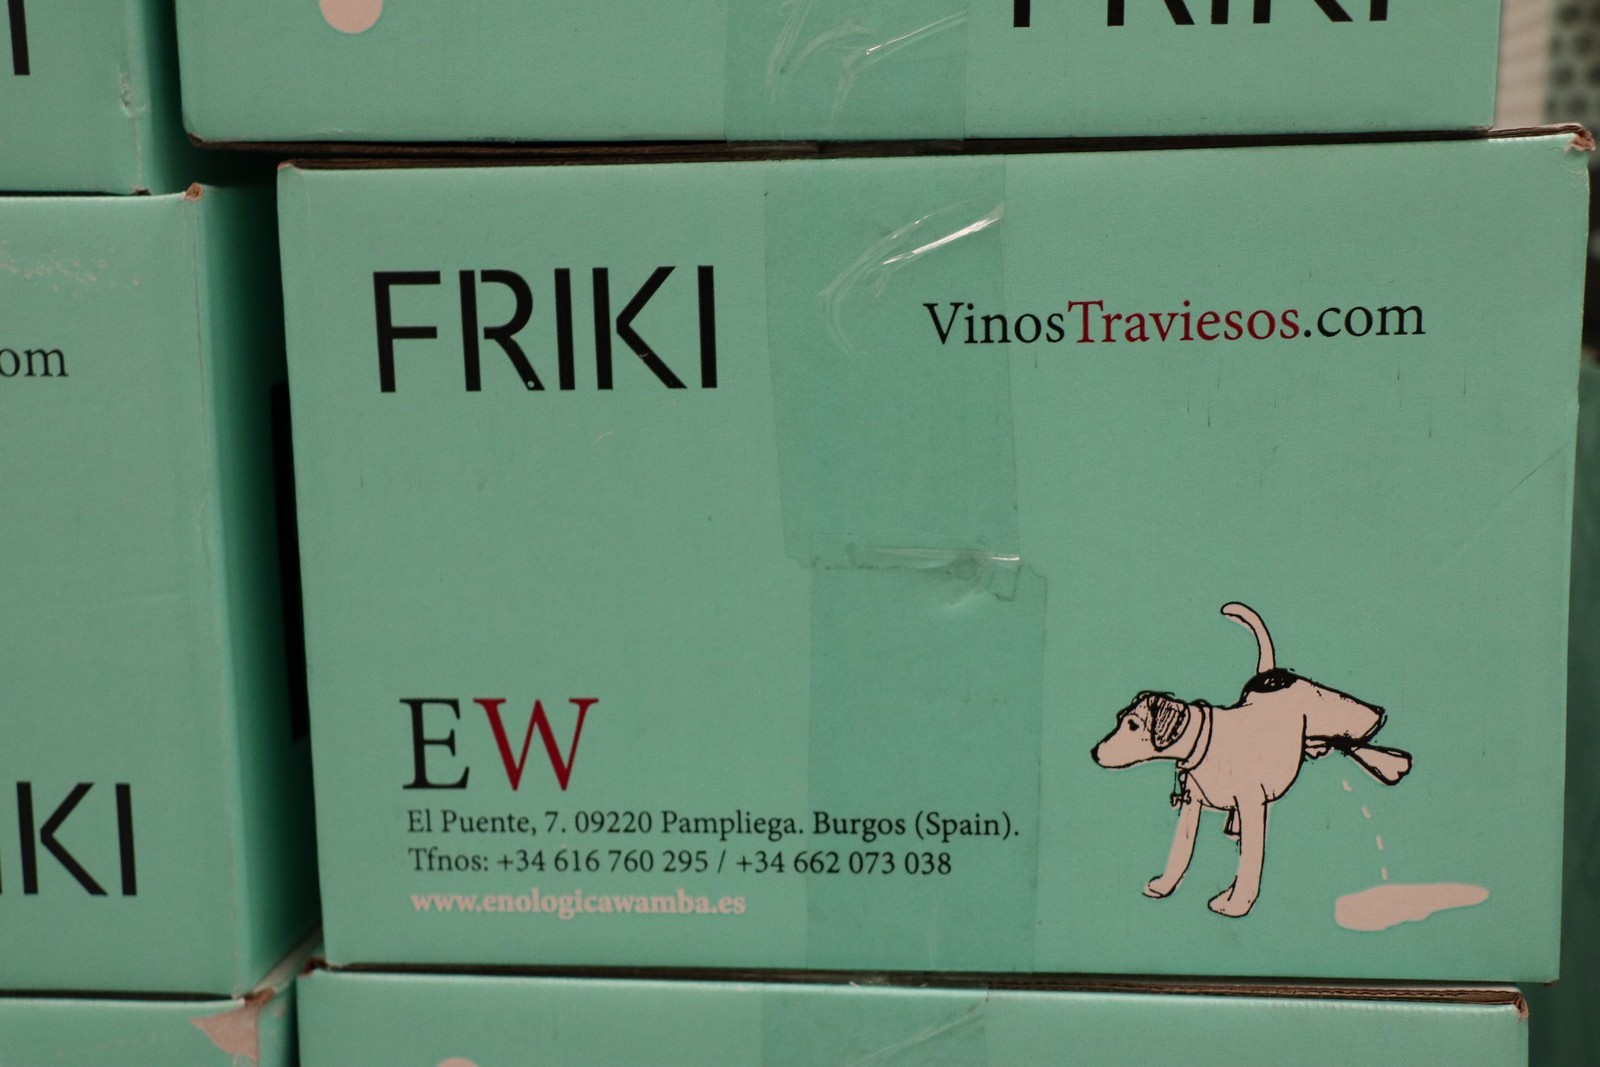 FRIKI
FRIKI
VinosTraviesos.com
om
EW
El Puente, 7. 09220 Pampliega. Burgos (Spain).
Tfnos: +34 616 760 295 / +34 662 073 038
www.enologicawamba.es
IKI